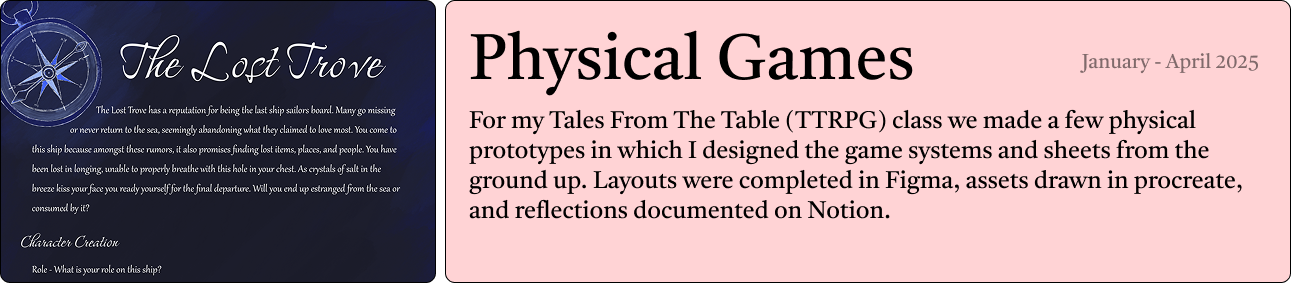 The Lost Trove
The Lost Trove has a reputation for being the last ship sailors board. Many go missing
or never return to the sea, seemingly abandoning what they claimed to love most. You come to
this ship because amongst these rumors, it also promises finding lost items, places, and people. You have
been lost in longing, unable to properly breathe with this hole in your chest. As crystals of salt in the
breeze kiss your face you ready yourself for the final departure. Will you end up estranged from the sea or
consumed by it?
Character Creation
Role - What is your role on this ship?
Physical Games
January - April 2025
For my Tales From The Table (TTRPG) class we made a few physical
prototypes in which I designed the game systems and sheets from the
ground up. Layouts were completed in Figma, assets drawn in procreate,
and reflections documented on Notion.